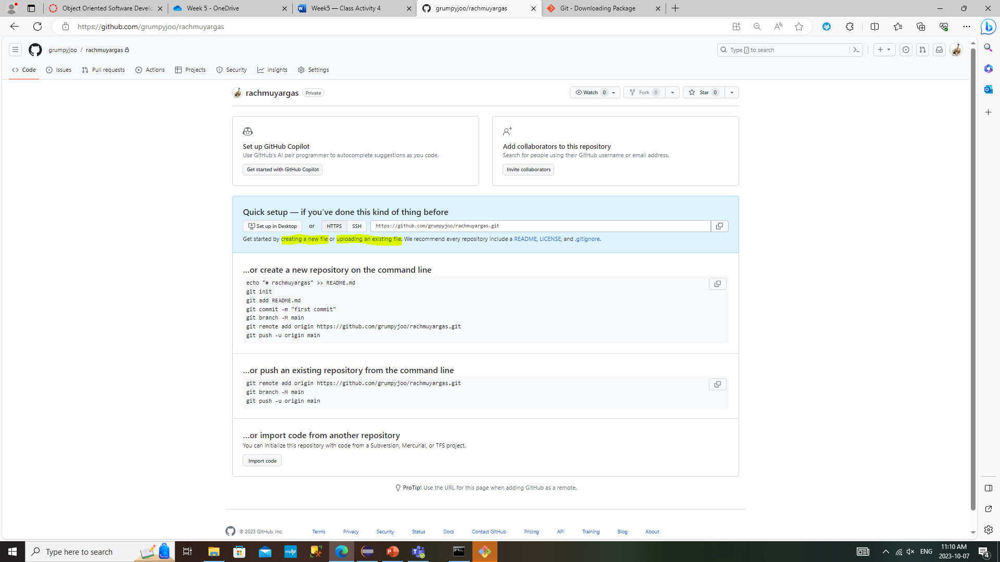 Object Oriented Software Develo
Week 5 - OneDrive
Week5 — Class Activity 4
grumpyjoo/rachmuyargas
Git - Downloading Package
https://github.com/grumpyjoo/rachmuyargas
grumpyjoo / rachmuyargas
Type / to search
Code
Issues
Pull requests
Actions
Projects
Security
Insights
Settings
rachmuyargas Private
Watch 0
Fork 0
Star 0
Set up GitHub Copilot
Use GitHub's AI pair programmer to autocomplete suggestions as you code.
Get started with GitHub Copilot
Add collaborators to this repository
Search for people using their GitHub username or email address.
Invite collaborators
Quick setup — if you've done this kind of thing before
Set up in Desktop or HTTPS SSH https://github.com/grumpyjoo/rachmuyargas.git
Get started by creating a new file or uploading an existing file. We recommend every repository include a README, LICENSE, and .gitignore.
…or create a new repository on the command line
echo "# rachmuyargas" >> README.md
git init
git add README.md
git commit -m "first commit"
git branch -M main
git remote add origin https://github.com/grumpyjoo/rachmuyargas.git
git push -u origin main
…or push an existing repository from the command line
git remote add origin https://github.com/grumpyjoo/rachmuyargas.git
git branch -M main
git push -u origin main
…or import code from another repository
You can initialize this repository with code from a Subversion, Mercurial, or TFS project.
Import code
ProTip! Use the URL for this page when adding GitHub as a remote.
© 2023 GitHub, Inc.
Terms
Privacy
Security
Status
Docs
Contact GitHub
Pricing
API
Training
Blog
About
Type here to search
ENG
11:10 AM
2023-10-07
4